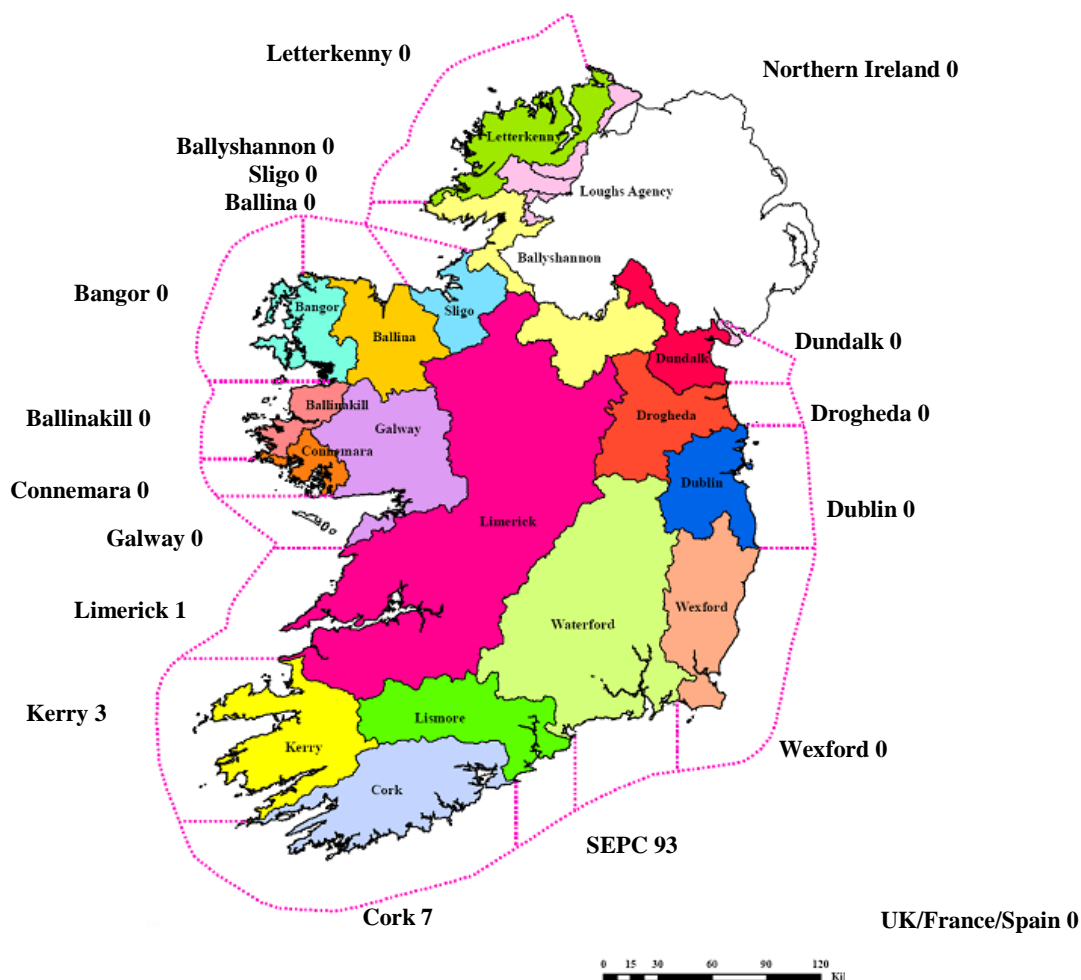 Letterkenny 0
Northern Ireland 0
Letterkenny
Ballyshannon 0
Sligo 0
Ballina 0
Loughs Agency
Ballyshannon
Bangor 0
Bangor
Sligo
Ballina
Dundalk 0
Dundalk
Ballinakill 0
Ballinakill
Drogheda 0
Drogheda
Galway
Connemara
Connemara 0
Dublin
Dublin 0
Limerick
Galway 0
Limerick 1
Wexford
Waterford
Kerry 3
Lismore
Kerry
Wexford 0
Cork
SEPC 93
Cork 7
UK/France/Spain 0
0 15 30 60 90 120
Kil